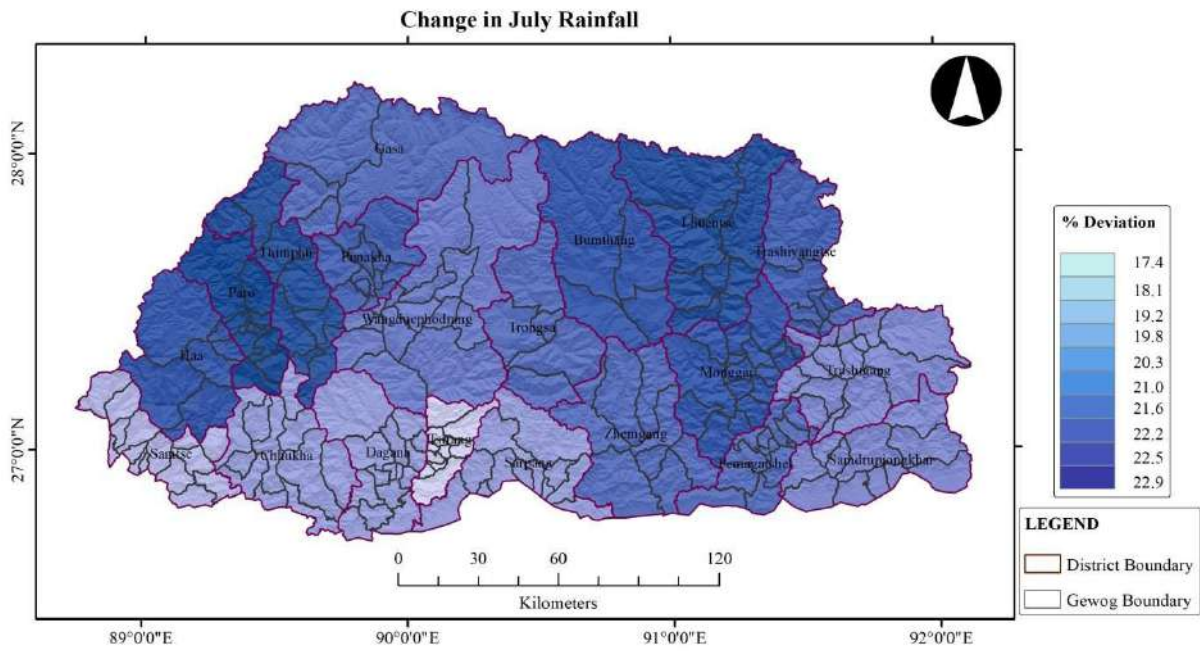 Change in July Rainfall
89°0'0"E
90°0'0"E
91°0'0"E
92°0'0"E
28°0'0"N
27°0'0"N
Gasa
Lhuentse
Bumthang
Trashiyangtse
Thimphu
Punakha
Paro
Wangduephodrang
Trongsa
Haa
Monggar
Trashigang
Zhemgang
Tsirang
Samtse
Chhukha
Dagana
Sarpang
Pemagatshel
Samdrupjongkhar
0 30 60 120
Kilometers
% Deviation
17.4
18.1
19.2
19.8
20.3
21.0
21.6
22.2
22.5
22.9
LEGEND
District Boundary
Gewog Boundary